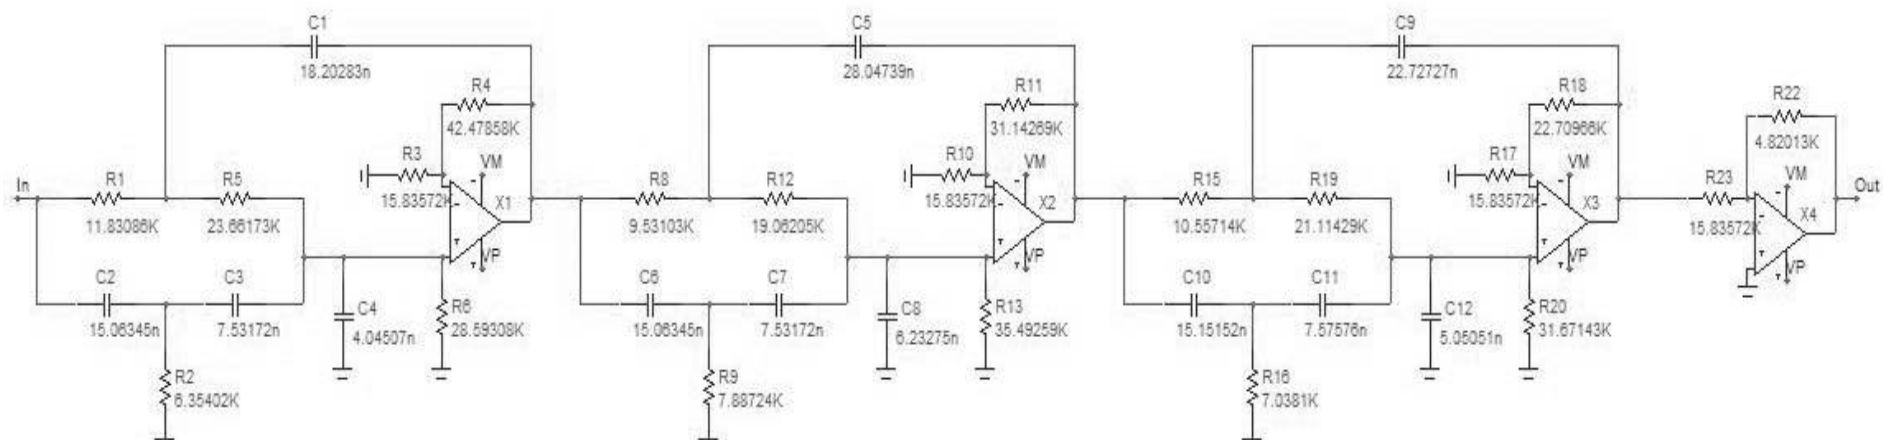 C1
18.20283n
C5
28.04739n
C9
22.72727n
R4
42.47858K
R11
31.14269K
R18
22.70966K
R22
4.82013K
R3
15.83572K
VM
X1
VP
R10
15.83572K
VM
X2
VP
R17
15.83572K
VM
X3
VP
R23
15.83572K
VM
X4
VP
In
R1
11.83086K
R5
23.66173K
R8
9.53103K
R12
19.06205K
R15
10.55714K
R19
21.11429K
Out
C2
15.06345n
C3
7.53172n
C4
4.04507n
R6
28.59308K
C6
15.06345n
C7
7.53172n
C8
6.23275n
R13
35.49259K
C10
15.15152n
C11
7.57576n
C12
5.05051n
R20
31.67143K
R2
6.35402K
R9
7.88724K
R16
7.0381K